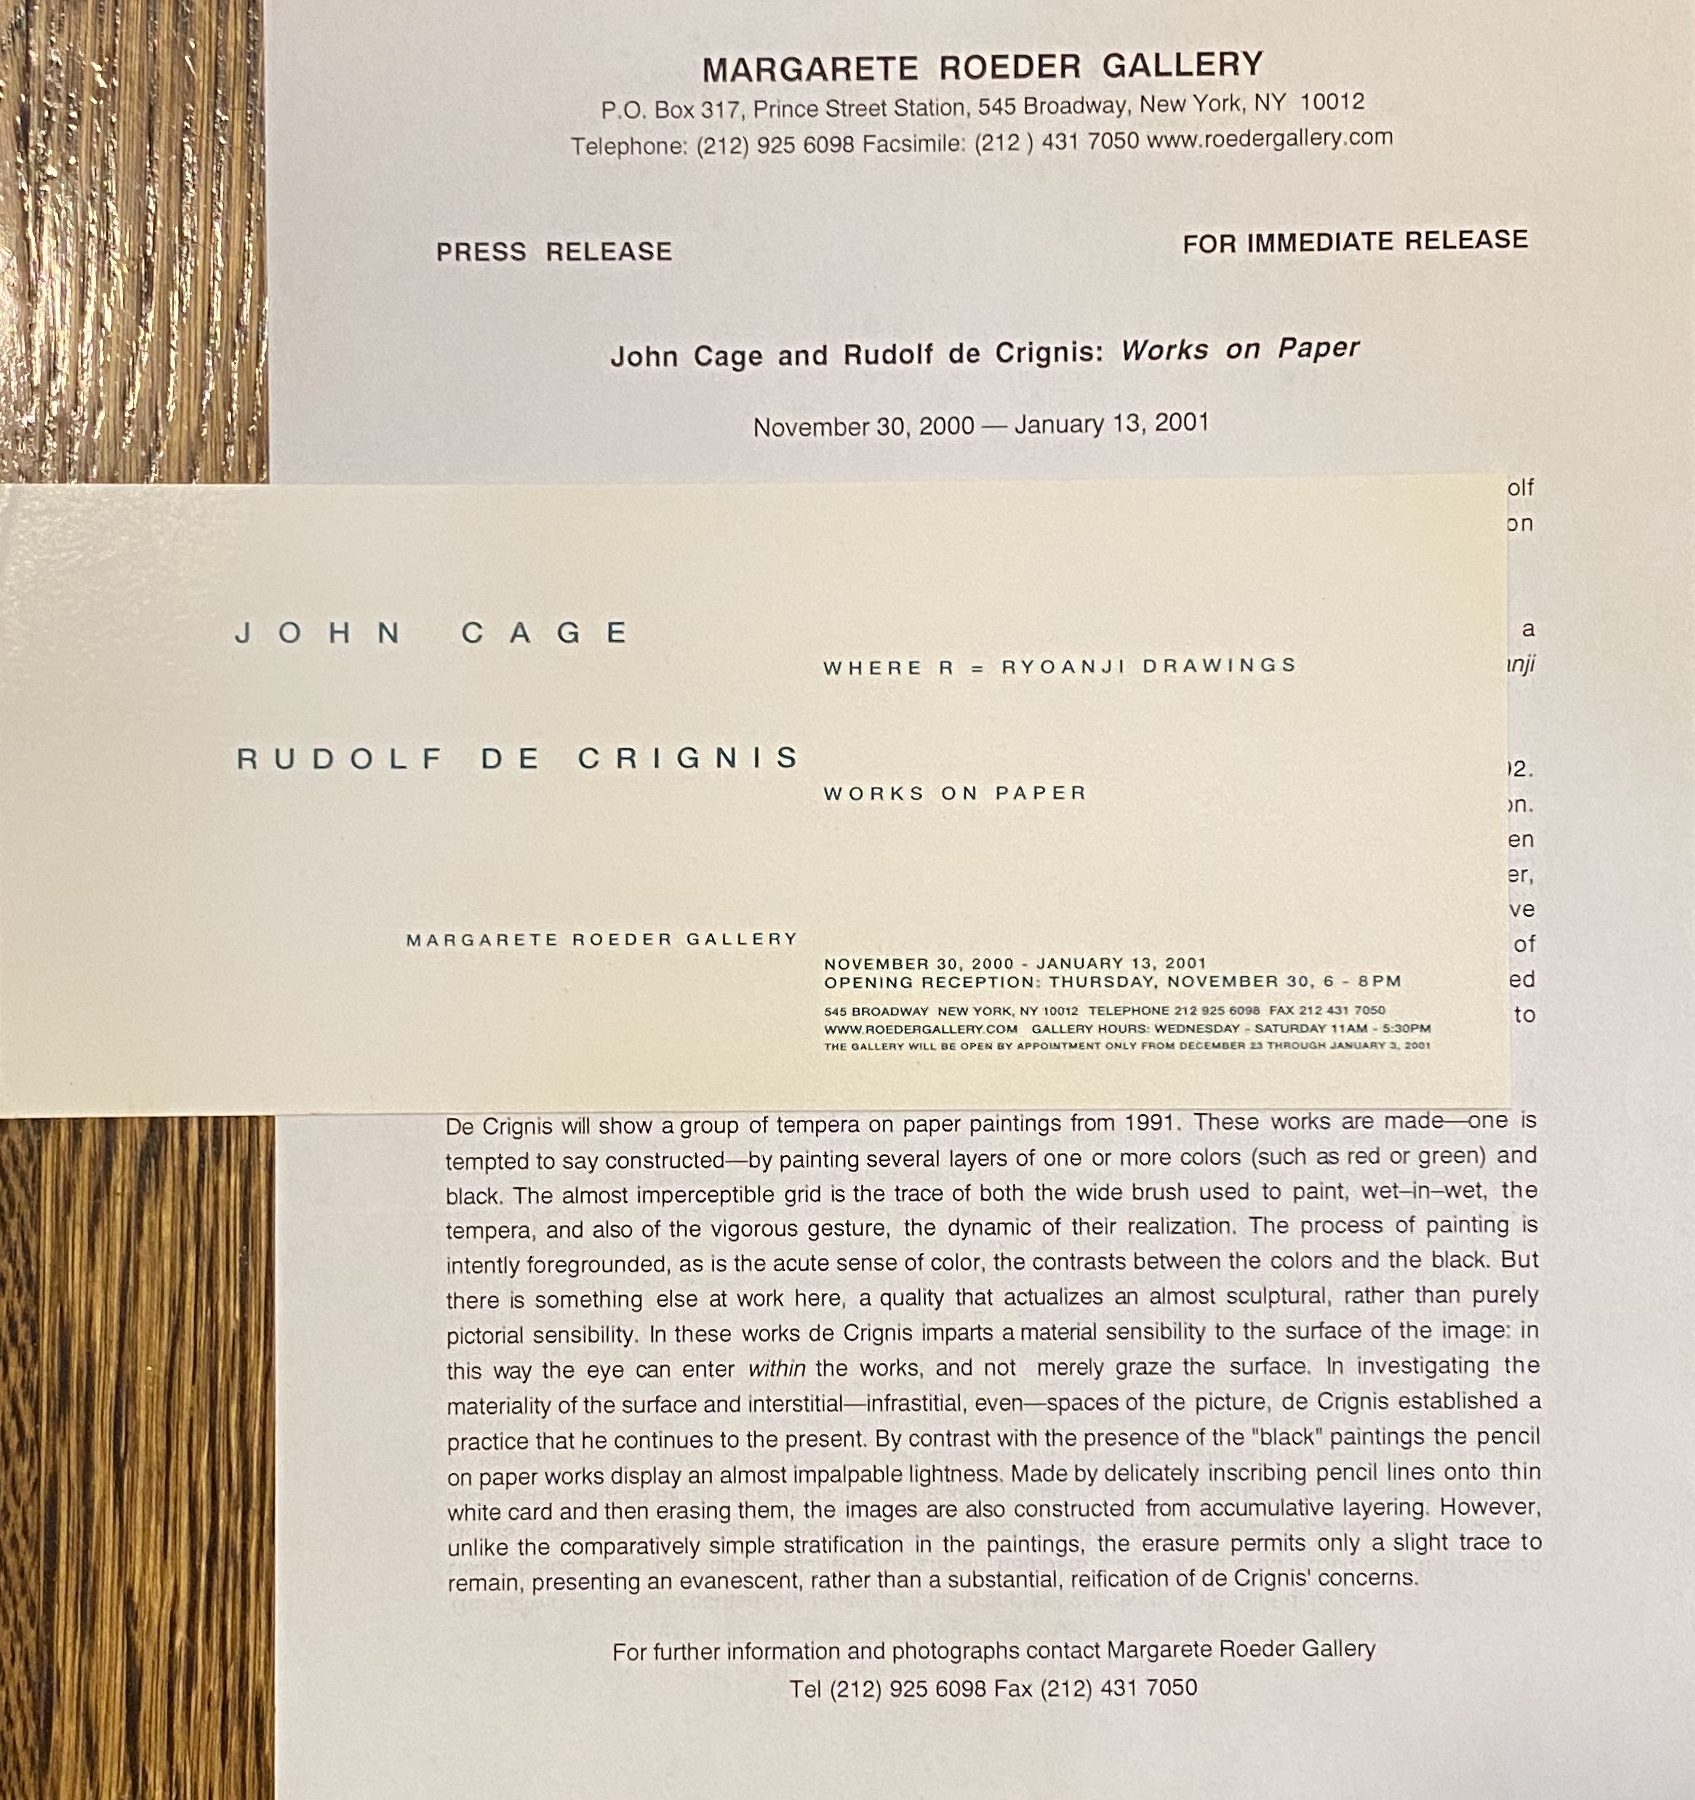 MARGARETE ROEDER GALLERY
P.O. Box 317, Prince Street Station, 545 Broadway, New York, NY 10012
Telephone: (212) 925 6098 Facsimile: (212 ) 431 7050 www.roedergallery.com
PRESS RELEASE
FOR IMMEDIATE RELEASE
John Cage and Rudolf de Crignis: Works on Paper
November 30, 2000 — January 13, 2001
JOHN CAGE
WHERE R = RYOANJI DRAWINGS
RUDOLF DE CRIGNIS
WORKS ON PAPER
MARGARETE ROEDER GALLERY
NOVEMBER 30, 2000 - JANUARY 13, 2001
OPENING RECEPTION: THURSDAY, NOVEMBER 30, 6 - 8 PM
545 BROADWAY NEW YORK, NY 10012 TELEPHONE 212 925 6098 FAX 212 431 7050
WWW.ROEDERGALLERY.COM GALLERY HOURS: WEDNESDAY - SATURDAY 11AM - 5:30PM
THE GALLERY WILL BE OPEN BY APPOINTMENT ONLY FROM DECEMBER 23 THROUGH JANUARY 3, 2001
a
of
to
De Crignis will show a group of tempera on paper paintings from 1991. These works are made—one is
tempted to say constructed—by painting several layers of one or more colors (such as red or green) and
black. The almost imperceptible grid is the trace of both the wide brush used to paint, wet–in–wet, the
tempera, and also of the vigorous gesture, the dynamic of their realization. The process of painting is
intently foregrounded, as is the acute sense of color, the contrasts between the colors and the black. But
there is something else at work here, a quality that actualizes an almost sculptural, rather than purely
pictorial sensibility. In these works de Crignis imparts a material sensibility to the surface of the image: in
this way the eye can enter within the works, and not merely graze the surface. In investigating the
materiality of the surface and interstitial—infrastitial, even—spaces of the picture, de Crignis established a
practice that he continues to the present. By contrast with the presence of the "black" paintings the pencil
on paper works display an almost impalpable lightness. Made by delicately inscribing pencil lines onto thin
white card and then erasing them, the images are also constructed from accumulative layering. However,
unlike the comparatively simple stratification in the paintings, the erasure permits only a slight trace to
remain, presenting an evanescent, rather than a substantial, reification of de Crignis' concerns.
For further information and photographs contact Margarete Roeder Gallery
Tel (212) 925 6098 Fax (212) 431 7050